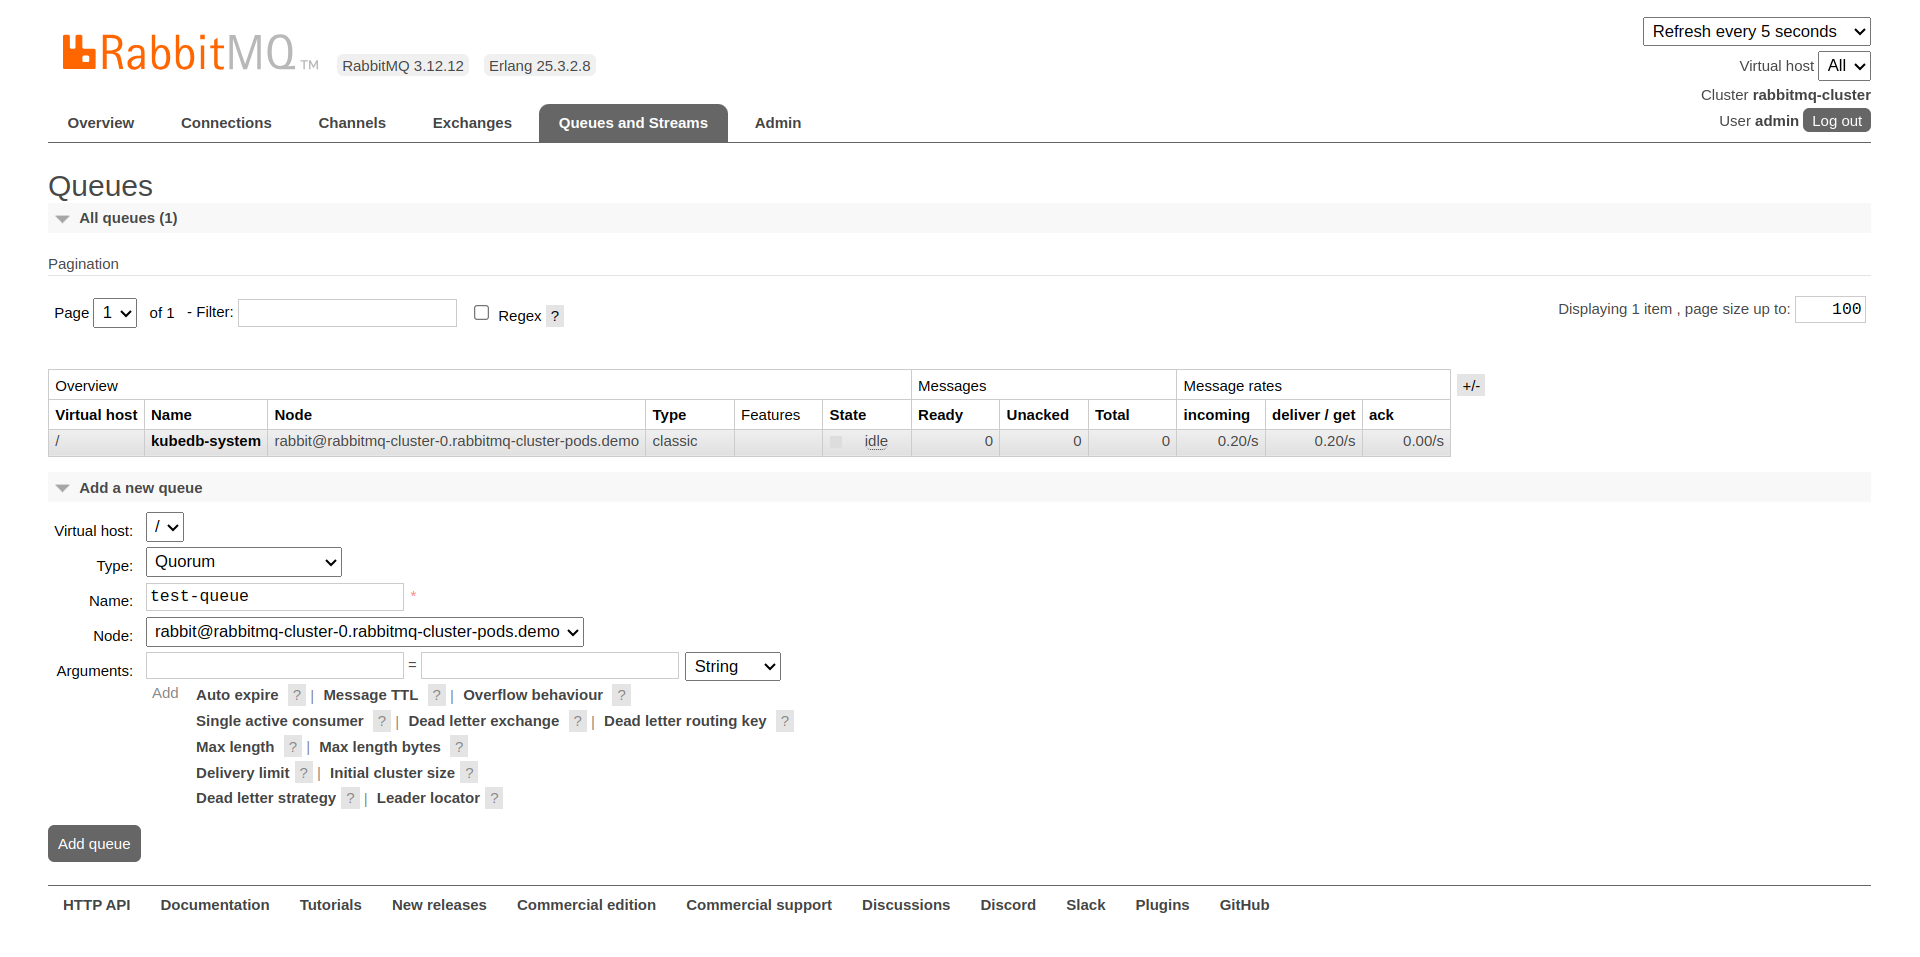 RabbitMQ TM
RabbitMQ 3.12.12 Erlang 25.3.2.8
Refresh every 5 seconds
Virtual host All
Cluster rabbitmq-cluster
User admin Log out
Overview Connections Channels Exchanges Queues and Streams Admin
Queues
All queues (1)
Pagination
Page 1 of 1 - Filter: Regex ? Displaying 1 item , page size up to: 100
Overview Messages Message rates +/-
Virtual host Name Node Type Features State Ready Unacked Total incoming deliver / get ack
/ kubedb-system rabbit@rabbitmq-cluster-0.rabbitmq-cluster-pods.demo classic idle 0 0 0 0.20/s 0.20/s 0.00/s
Add a new queue
Virtual host: /
Type: Quorum
Name: test-queue *
Node: rabbit@rabbitmq-cluster-0.rabbitmq-cluster-pods.demo
Arguments: = String
Add Auto expire ? | Message TTL ? | Overflow behaviour ?
Single active consumer ? | Dead letter exchange ? | Dead letter routing key ?
Max length ? | Max length bytes ?
Delivery limit ? | Initial cluster size ?
Dead letter strategy ? | Leader locator ?
Add queue
HTTP API Documentation Tutorials New releases Commercial edition Commercial support Discussions Discord Slack Plugins GitHub